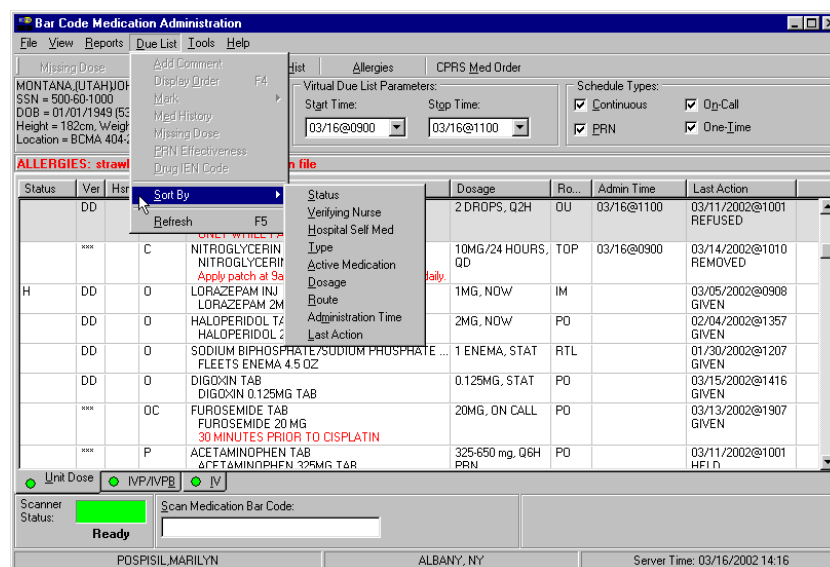 Bar Code Medication Administration
File View Reports Due List Tools Help
Missing Dose
Hist Allergies CPRS Med Order
Add Comment
Display Order F4
Mark
Med History
Missing Dose
PRN Effectiveness
Drug IEN Code
Sort By
Refresh F5
MONTANA,(UTAH)JOH
SSN = 500-60-1000
DOB = 01/01/1949 (53
Height = 182cm, Weigh
Location = BCMA 404-2
Virtual Due List Parameters:
Start Time: Stop Time:
03/16@0900 03/16@1100
Schedule Types:
Continuous On-Call
PRN One-Time
ALLERGIES: straw n file
Status
Verifying Nurse
Hospital Self Med
Type
Active Medication
Dosage
Route
Administration Time
Last Action
Status Ver Hsr Dosage Ro... Admin Time Last Action
DD 2 DROPS, Q2H OU 03/16@1100 03/11/2002@1001
REFUSED
ONLY WHILE PA
*** C NITROGLYCERIN 10MG/24 HOURS, TOP 03/16@0900 03/14/2002@1010
NITROGLYCERIN QD REMOVED
Apply patch at 9a daily.
H DD O LORAZEPAM INJ 1MG, NOW IM 03/05/2002@0908
LORAZEPAM 2M GIVEN
DD O HALOPERIDOL TA 2MG, NOW PO 02/04/2002@1357
HALOPERIDOL 2 GIVEN
DD O SODIUM BIPHOSPHATE/SODIUM PHOSPHATE ... 1 ENEMA, STAT RTL 01/30/2002@1207
FLEETS ENEMA 4.5 OZ GIVEN
DD O DIGOXIN TAB 0.125MG, STAT PO 03/15/2002@1416
DIGOXIN 0.125MG TAB GIVEN
*** OC FUROSEMIDE TAB 20MG, ON CALL PO 03/13/2002@1907
FUROSEMIDE 20 MG GIVEN
30 MINUTES PRIOR TO CISPLATIN
*** P ACETAMINOPHEN TAB 325-650 mg, Q6H PO 03/11/2002@1001
ACETAMINOPHEN 325MG TAB PRN HELD
Unit Dose IVP/IVPB IV
Scanner
Status:
Ready
Scan Medication Bar Code:
POSPISIL,MARILYN ALBANY, NY Server Time: 03/16/2002 14:16